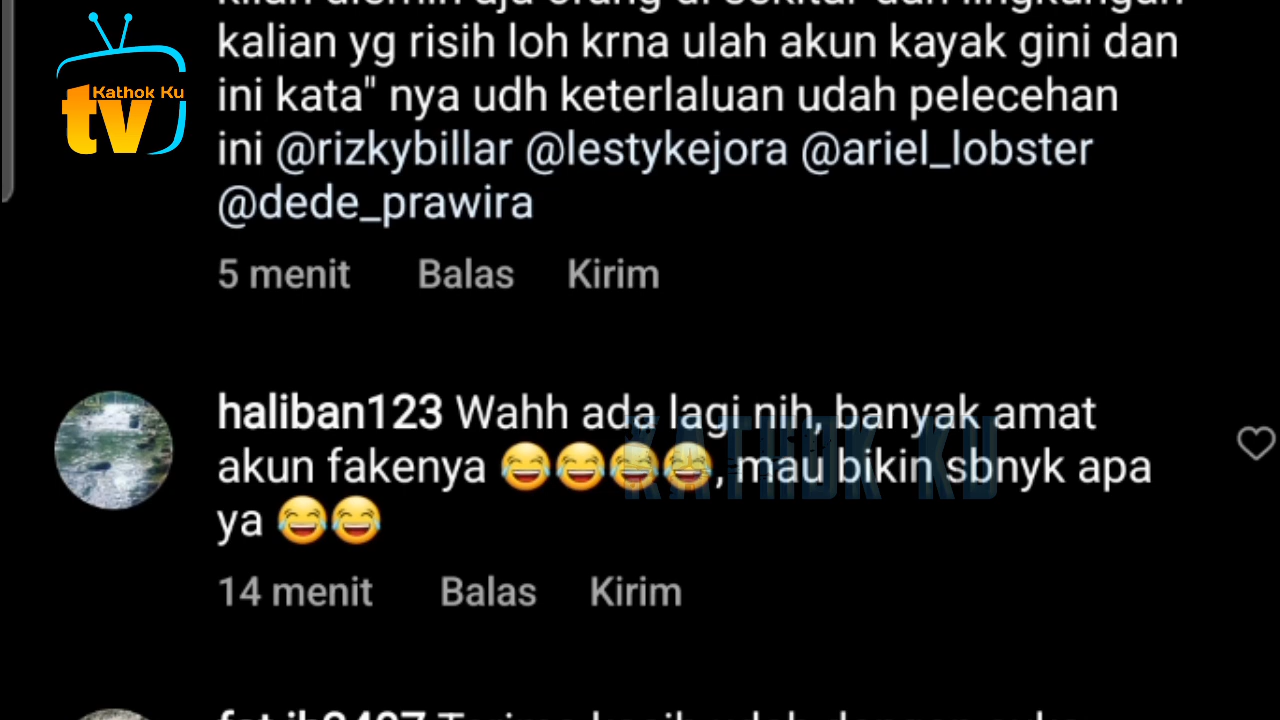 kalian yg risih loh krna ulah akun kayak gini dan
Kathok Ku
tv
ini kata" nya udh keterlaluan udah pelecehan
ini @rizkybillar @lestykejora @ariel_lobster
@dede_prawira
5 menit Balas Kirim
haliban123 Wahh ada lagi nih, banyak amat
akun fakenya 😂😂😂😂, mau bikin sbnyk apa
KATHOK KU
ya 😂😂
14 menit Balas Kirim